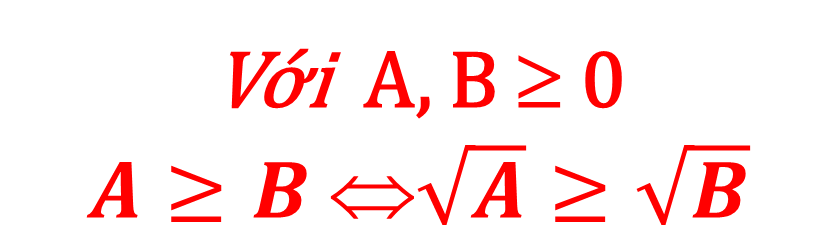 Với A, B ≥ 0
A ≥ B ⇔ √A ≥ √B